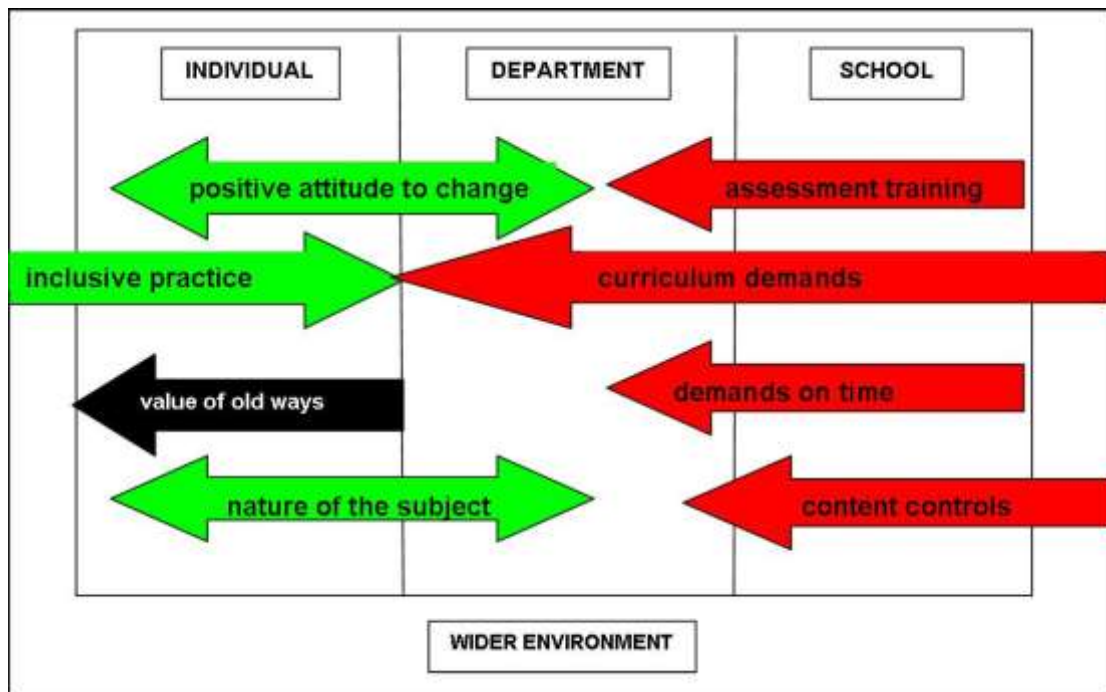 INDIVIDUAL
DEPARTMENT
SCHOOL
positive attitude to change
assessment training
inclusive practice
curriculum demands
value of old ways
demands on time
nature of the subject
content controls
WIDER ENVIRONMENT